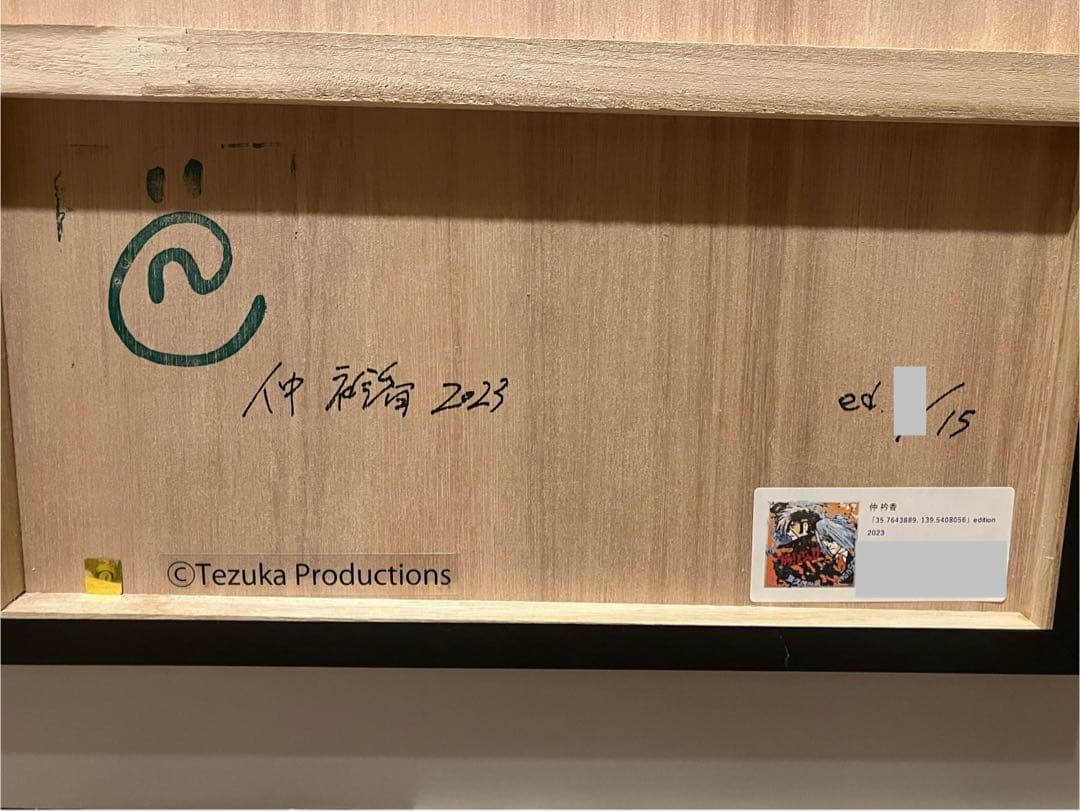 仲 衿香 2023
ed. /15
仲 衿香
「35.7643889, 139.5408056」edition
2023
©Tezuka Productions